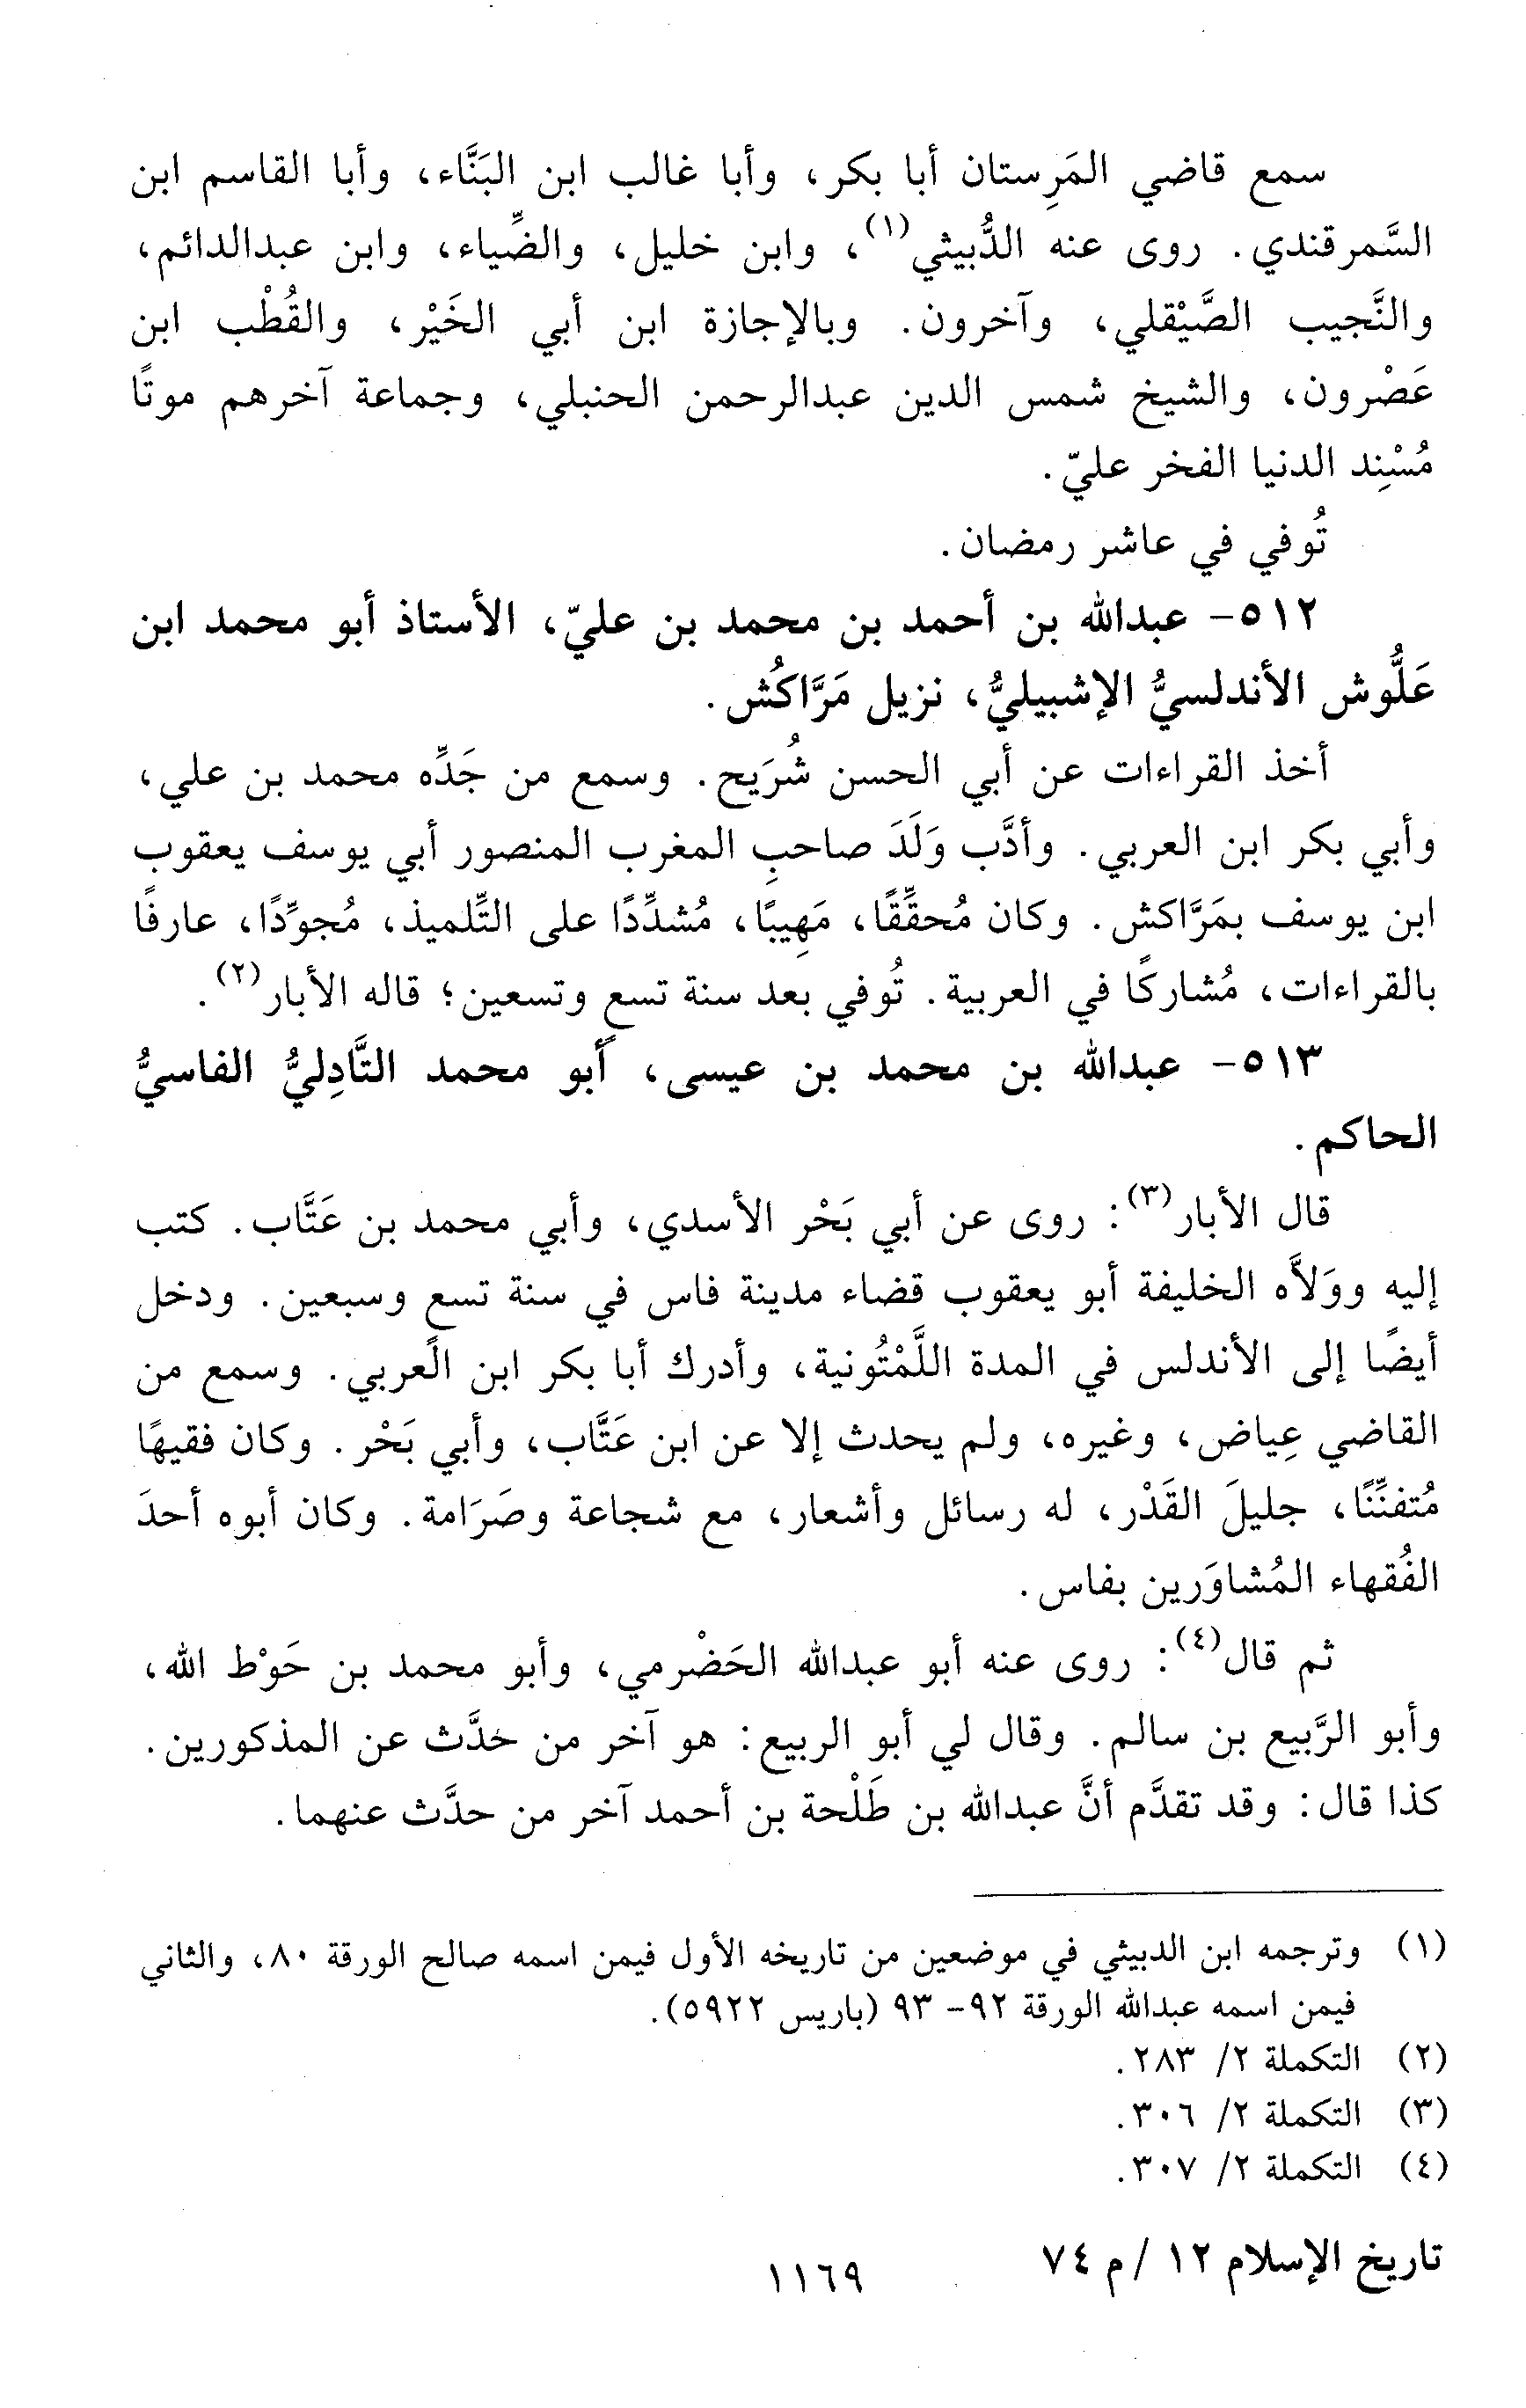 سمع قاضي المَرِستان أبا بكر، وأبا غالب ابن البَنَّاء، وأبا القاسم ابن
السَّمرقندي. روى عنه الدُّبيثي(١)، وابن خليل، والضِّياء، وابن عبدالدائم،
والنَّجيب الصَّيْقلي، وآخرون. وبالإجازة ابن أبي الخَيْر، والقُطْب ابن
عَصْرون، والشيخ شمس الدين عبدالرحمن الحنبلي، وجماعة آخرهم موتًا
مُسْنِد الدنيا الفخر عليّ.
تُوفي في عاشر رمضان.
٥١٢- عبدالله بن أحمد بن محمد بن عليّ، الأستاذ أبو محمد ابن
عَلُّوش الأندلسيُّ الإشبيليُّ، نزيل مَرَّاكُش.
أخذ القراءات عن أبي الحسن شُرَيح. وسمع من جَدِّه محمد بن علي،
وأبي بكر ابن العربي. وأدَّب وَلَدَ صاحبِ المغرب المنصور أبي يوسف يعقوب
ابن يوسف بمَرَّاكش. وكان مُحقِّقًا، مَهِيبًا، مُشدِّدًا على التِّلميذ، مُجوِّدًا، عارفًا
بالقراءات، مُشاركًا في العربية. تُوفي بعد سنة تسع وتسعين؛ قاله الأبار(٢).
٥١٣- عبدالله بن محمد بن عيسى، أبو محمد التَّادِليُّ الفاسيُّ
الحاكم.
قال الأبار(٣): روى عن أبي بَحْر الأسدي، وأبي محمد بن عَتَّاب. كتب
إليه ووَلاَّه الخليفة أبو يعقوب قضاء مدينة فاس في سنة تسع وسبعين. ودخل
أيضًا إلى الأندلس في المدة اللَّمْتُونية، وأدرك أبا بكر ابن العربي. وسمع من
القاضي عِياض، وغيره، ولم يحدث إلا عن ابن عَتَّاب، وأبي بَحْر. وكان فقيهًا
مُتفنِّنًا، جليلَ القَدْر، له رسائل وأشعار، مع شجاعة وصَرَامة. وكان أبوه أحدَ
الفُقهاء المُشاوَرين بفاس.
ثم قال(٤): روى عنه أبو عبدالله الحَضْرمي، وأبو محمد بن حَوْط الله،
وأبو الرَّبيع بن سالم. وقال لي أبو الربيع: هو آخر من حَدَّث عن المذكورين.
كذا قال: وقد تقدَّم أنَّ عبدالله بن طَلْحة بن أحمد آخر من حدَّث عنهما.
(١) وترجمه ابن الدبيثي في موضعين من تاريخه الأول فيمن اسمه صالح الورقة ٨٠، والثاني
فيمن اسمه عبدالله الورقة ٩٢- ٩٣ (باريس ٥٩٢٢).
(٢) التكملة ٢/ ٢٨٣.
(٣) التكملة ٢/ ٣٠٦.
(٤) التكملة ٢/ ٣٠٧.
تاريخ الإسلام ١٢ /م ٧٤
١١٦٩